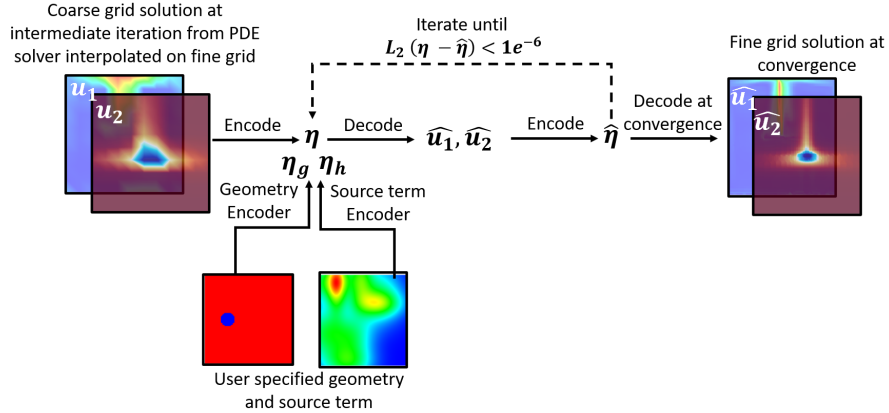 Coarse grid solution at
intermediate iteration from PDE
solver interpolated on fine grid
u₁
u₂
Encode
η
η_g η_h
Decode
Iterate until
L₂ (η − η̂) < 1e⁻⁶
û₁, û₂
Encode
η̂
Decode at
convergence
Fine grid solution at
convergence
û₁
û₂
Geometry
Encoder
Source term
Encoder
User specified geometry
and source term